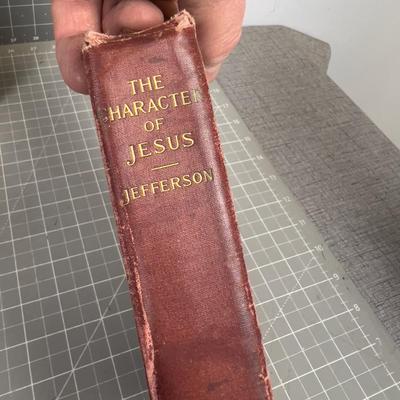 THE
CHARACTER
OF
JESUS
JEFFERSON